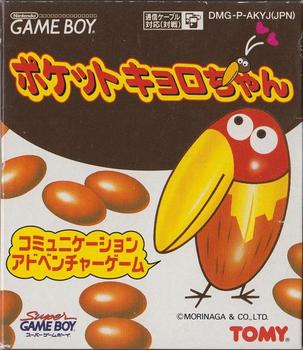 Nintendo
GAME BOY
通信ケーブル
対応(対戦)
DMG-P-AKYJ(JPN)
ポケットキョロちゃん
コミュニケーション
アドベンチャーゲーム
©MORINAGA & CO., LTD.
Super
GAME BOY
スーパーゲームボーイ
TOMY